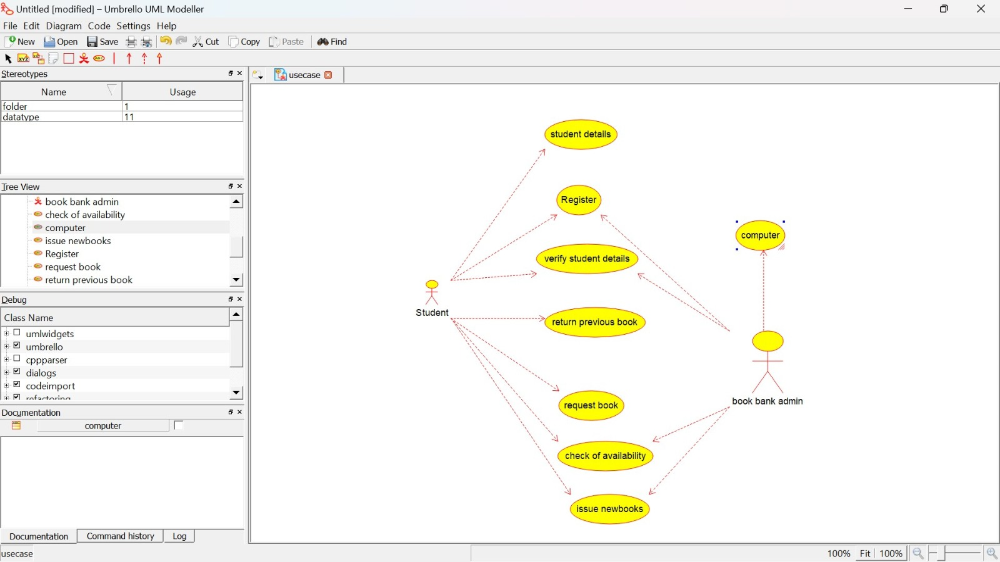 Untitled [modified] – Umbrello UML Modeller
File Edit Diagram Code Settings Help
New Open Save Cut Copy Paste Find
XYZ ABC
Stereotypes
Name Usage
folder 1
datatype 11
Tree View
book bank admin
check of availability
computer
issue newbooks
Register
request book
return previous book
Debug
Class Name
umlwidgets
umbrello
cppparser
dialogs
codeimport
refactoring
Documentation
computer
Documentation Command history Log
usecase
usecase
student details
Register
computer
verify student details
Student
return previous book
book bank admin
request book
check of availability
issue newbooks
100% Fit 100%